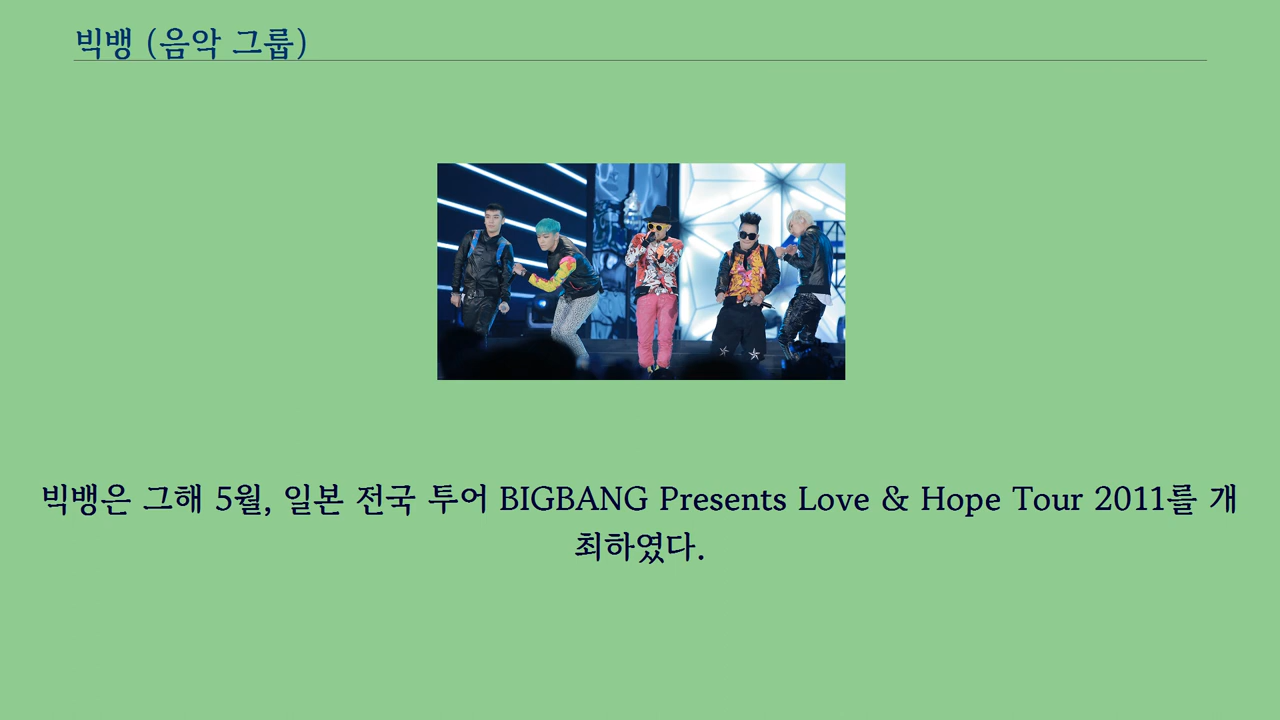 빅뱅 (음악 그룹)
빅뱅은 그해 5월, 일본 전국 투어 BIGBANG Presents Love & Hope Tour 2011를 개
최하였다.